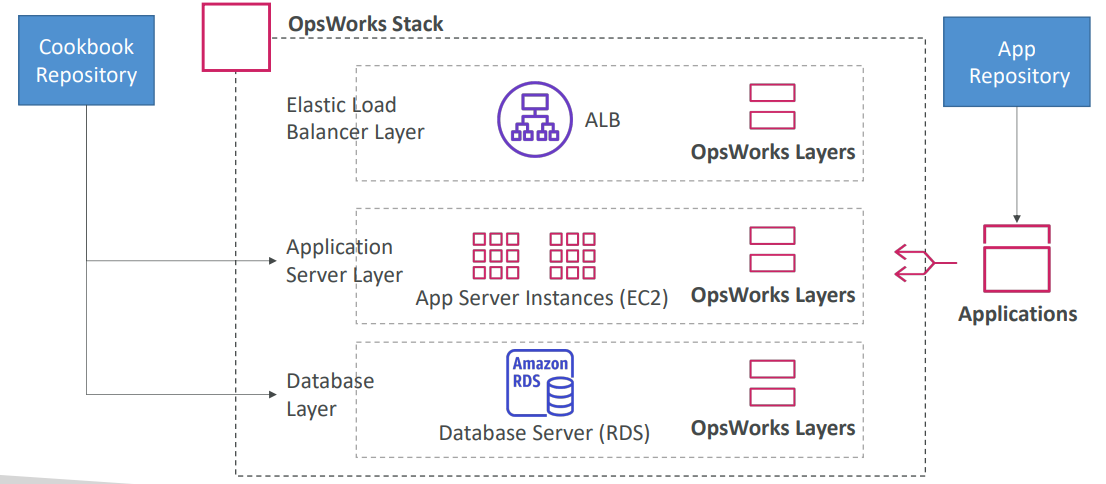 OpsWorks Stack
Cookbook
Repository
App
Repository
Elastic Load
Balancer Layer
ALB
OpsWorks Layers
Application
Server Layer
App Server Instances (EC2)
OpsWorks Layers
Applications
Database
Layer
Amazon
RDS
Database Server (RDS)
OpsWorks Layers